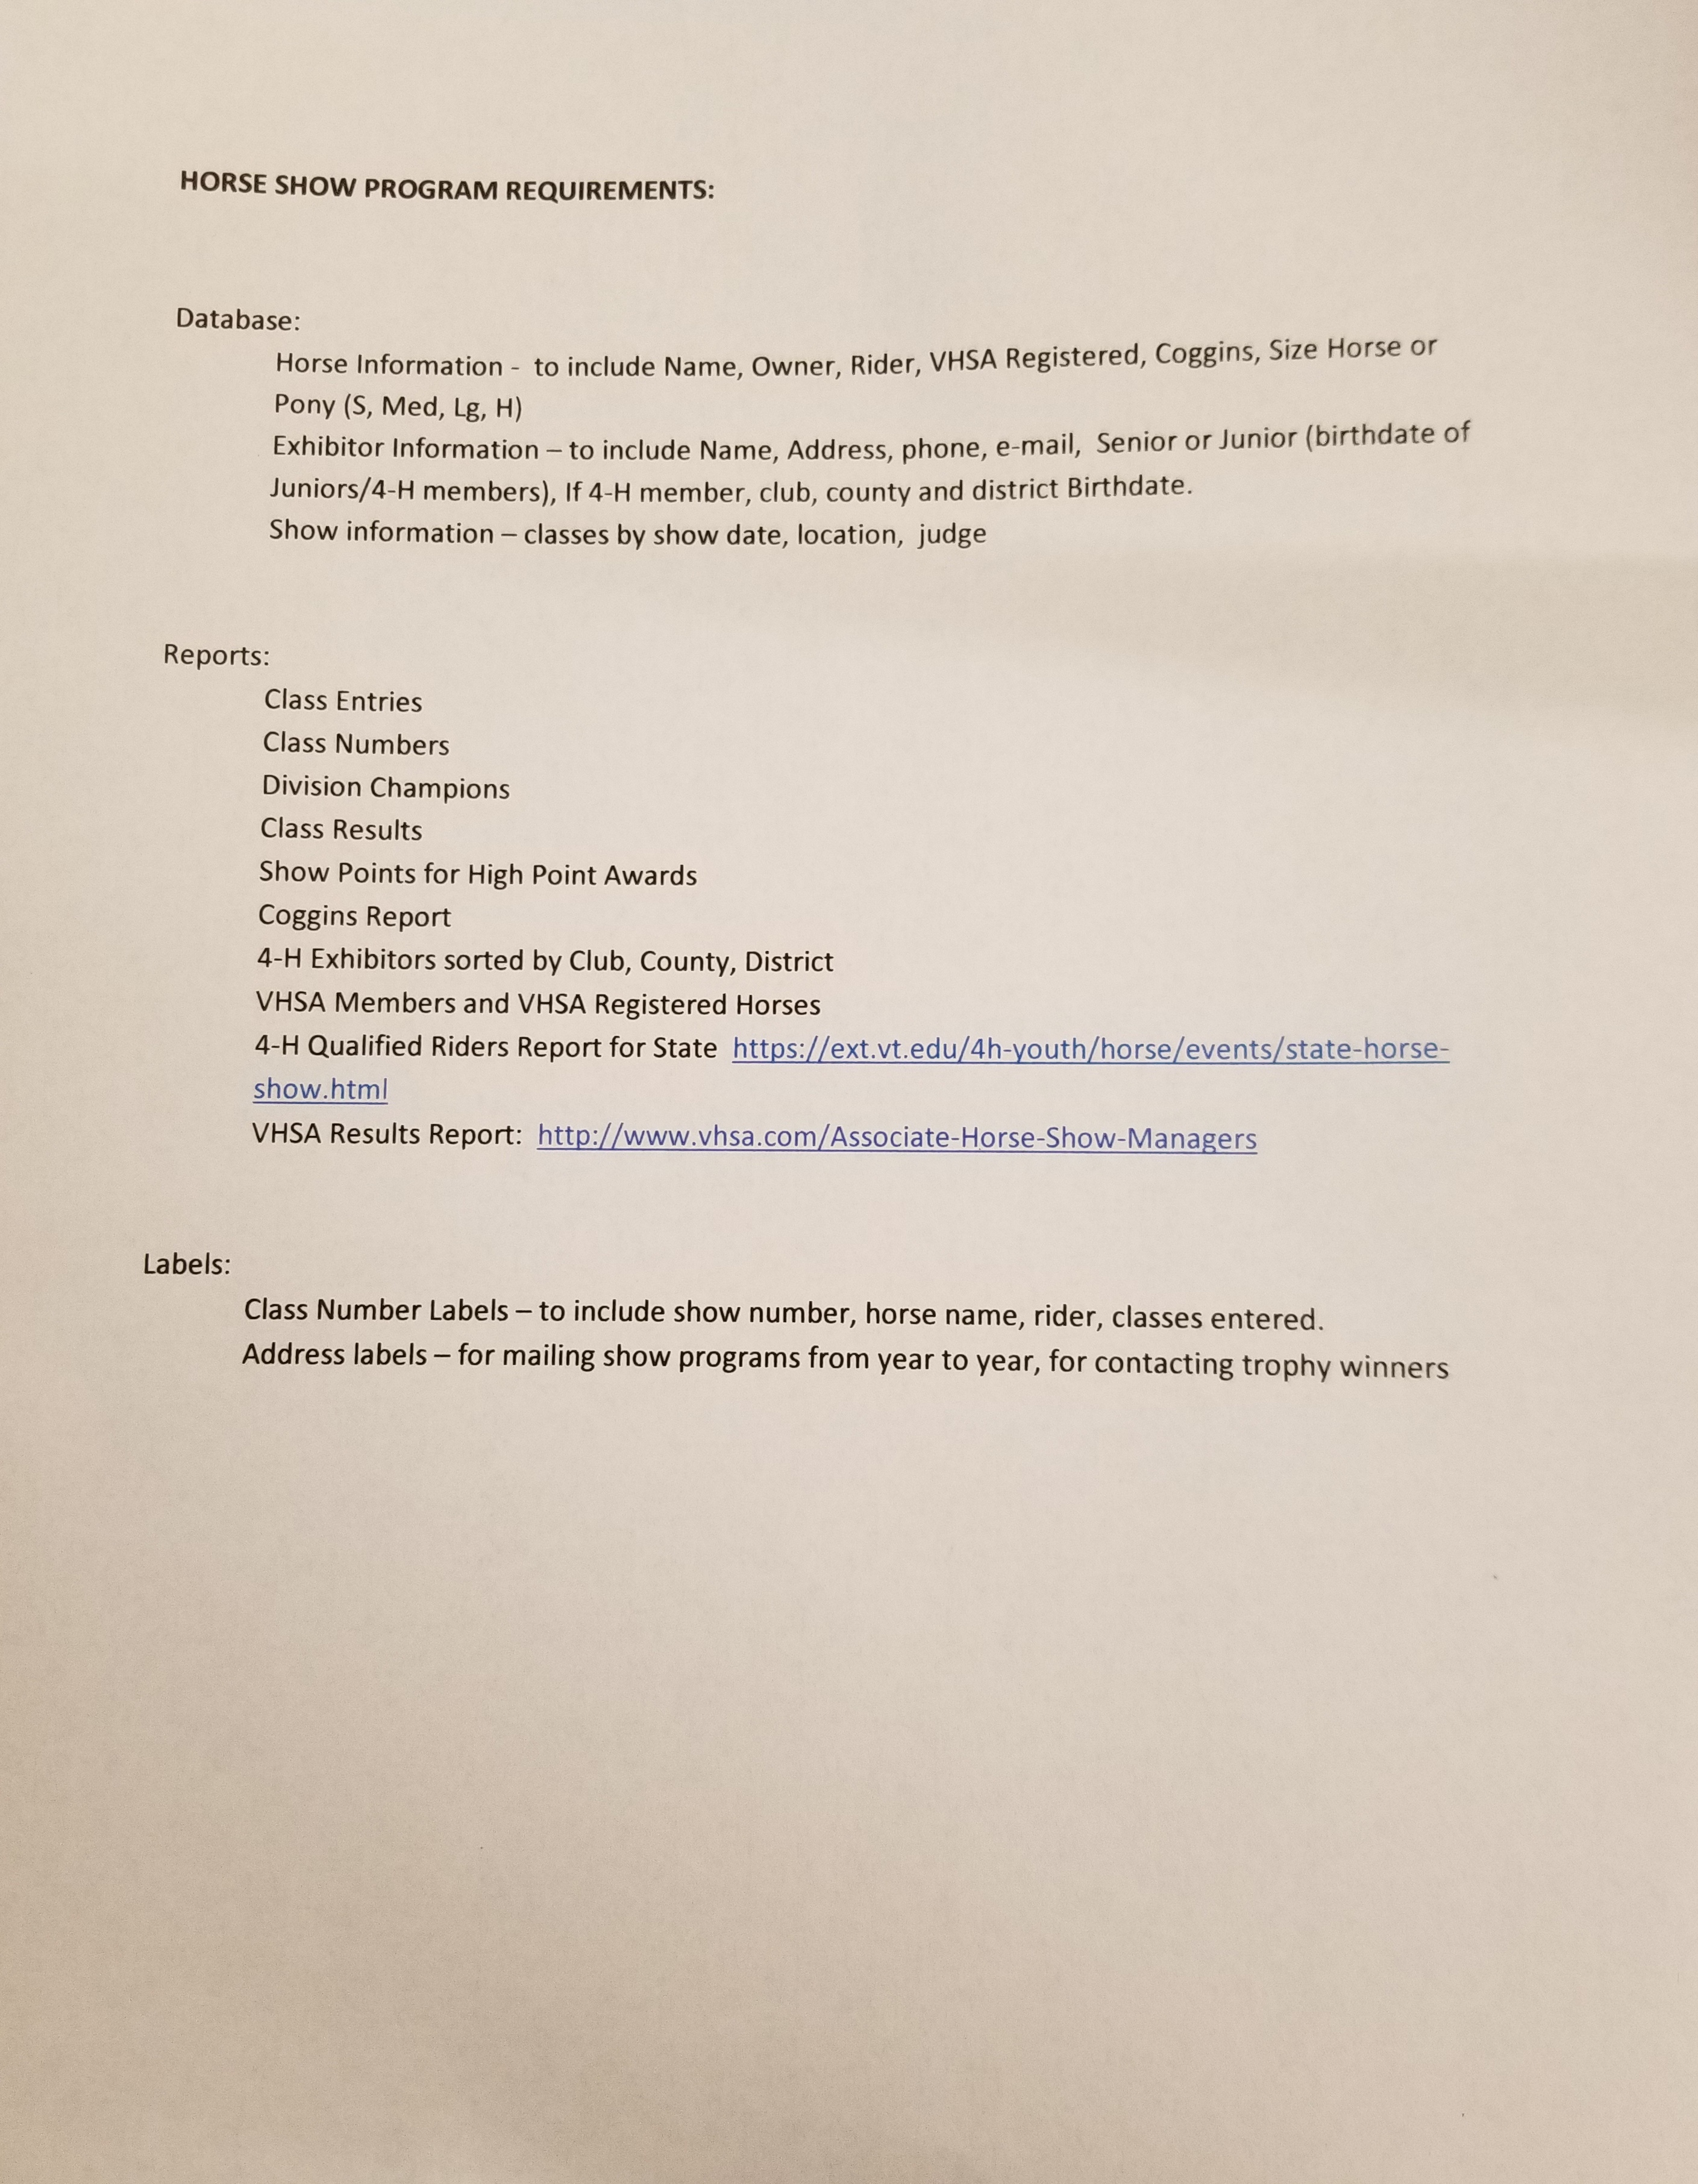 HORSE SHOW PROGRAM REQUIREMENTS:
Database:
Horse Information -  to include Name, Owner, Rider, VHSA Registered, Coggins, Size Horse or
Pony (S, Med, Lg, H)
Exhibitor Information – to include Name, Address, phone, e-mail,  Senior or Junior (birthdate of
Juniors/4-H members), If 4-H member, club, county and district Birthdate.
Show information – classes by show date, location,  judge
Reports:
Class Entries
Class Numbers
Division Champions
Class Results
Show Points for High Point Awards
Coggins Report
4-H Exhibitors sorted by Club, County, District
VHSA Members and VHSA Registered Horses
4-H Qualified Riders Report for State  https://ext.vt.edu/4h-youth/horse/events/state-horse-
show.html
VHSA Results Report:  http://www.vhsa.com/Associate-Horse-Show-Managers
Labels:
Class Number Labels – to include show number, horse name, rider, classes entered.
Address labels – for mailing show programs from year to year, for contacting trophy winners